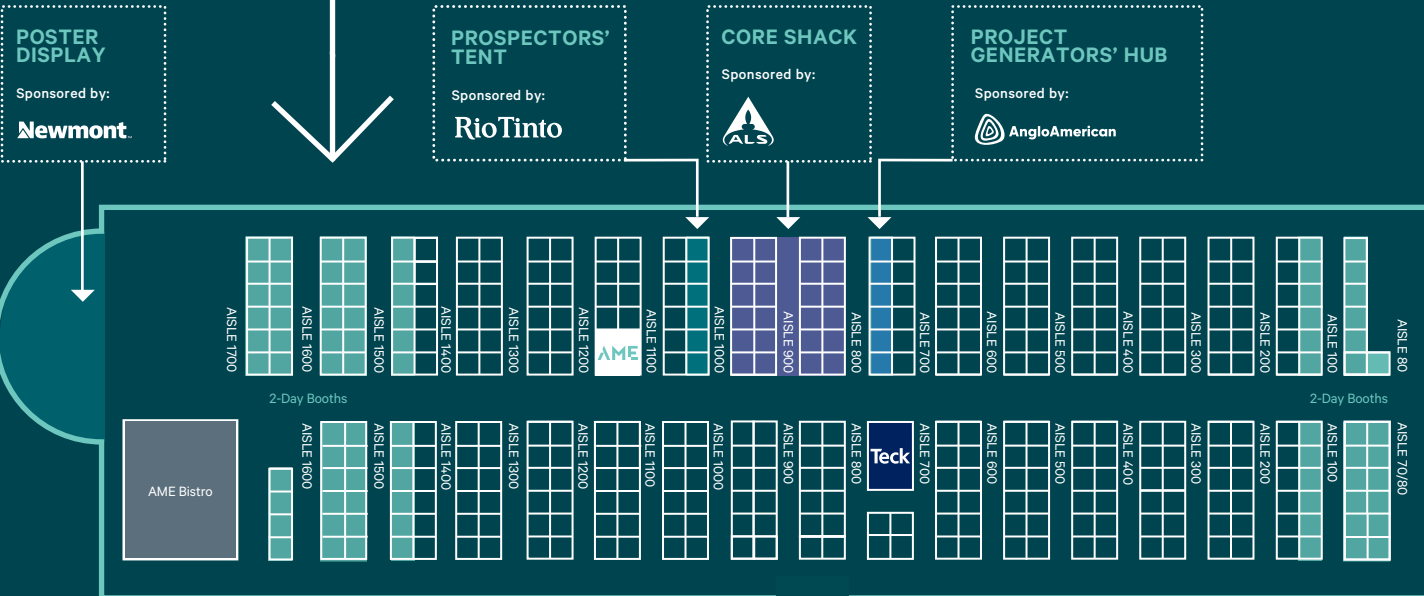 POSTER
DISPLAY
Sponsored by:
Newmont™
PROSPECTORS’
TENT
Sponsored by:
RioTinto
CORE SHACK
Sponsored by:
ALS
PROJECT
GENERATORS’ HUB
Sponsored by:
AngloAmerican
AISLE 1700
AISLE 1600
AISLE 1500
AISLE 1400
AISLE 1300
AISLE 1200
AME
AISLE 1100
AISLE 1000
AISLE 900
AISLE 800
AISLE 700
AISLE 600
AISLE 500
AISLE 400
AISLE 300
AISLE 200
AISLE 100
AISLE 80
2-Day Booths
2-Day Booths
AME Bistro
AISLE 1600
AISLE 1500
AISLE 1400
AISLE 1300
AISLE 1200
AISLE 1100
AISLE 1000
AISLE 900
AISLE 800
Teck
AISLE 700
AISLE 600
AISLE 500
AISLE 400
AISLE 300
AISLE 200
AISLE 100
AISLE 70/80